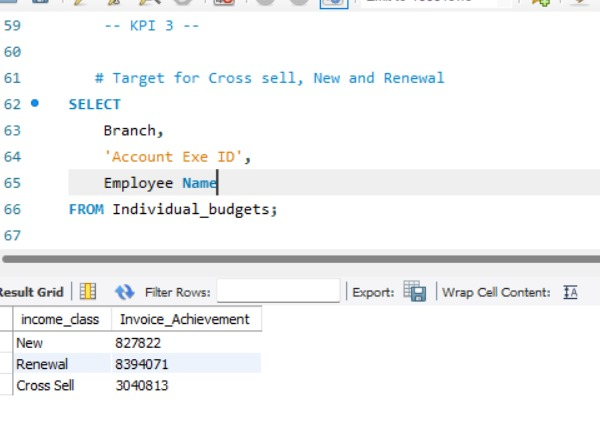 59 -- KPI 3 --
60
61 # Target for Cross sell, New and Renewal
62 SELECT
63 Branch,
64 'Account Exe ID',
65 Employee Name
66 FROM Individual_budgets;
67
Result Grid Filter Rows: Export: Wrap Cell Content: IA
income_class Invoice_Achievement
New 827822
Renewal 8394071
Cross Sell 3040813